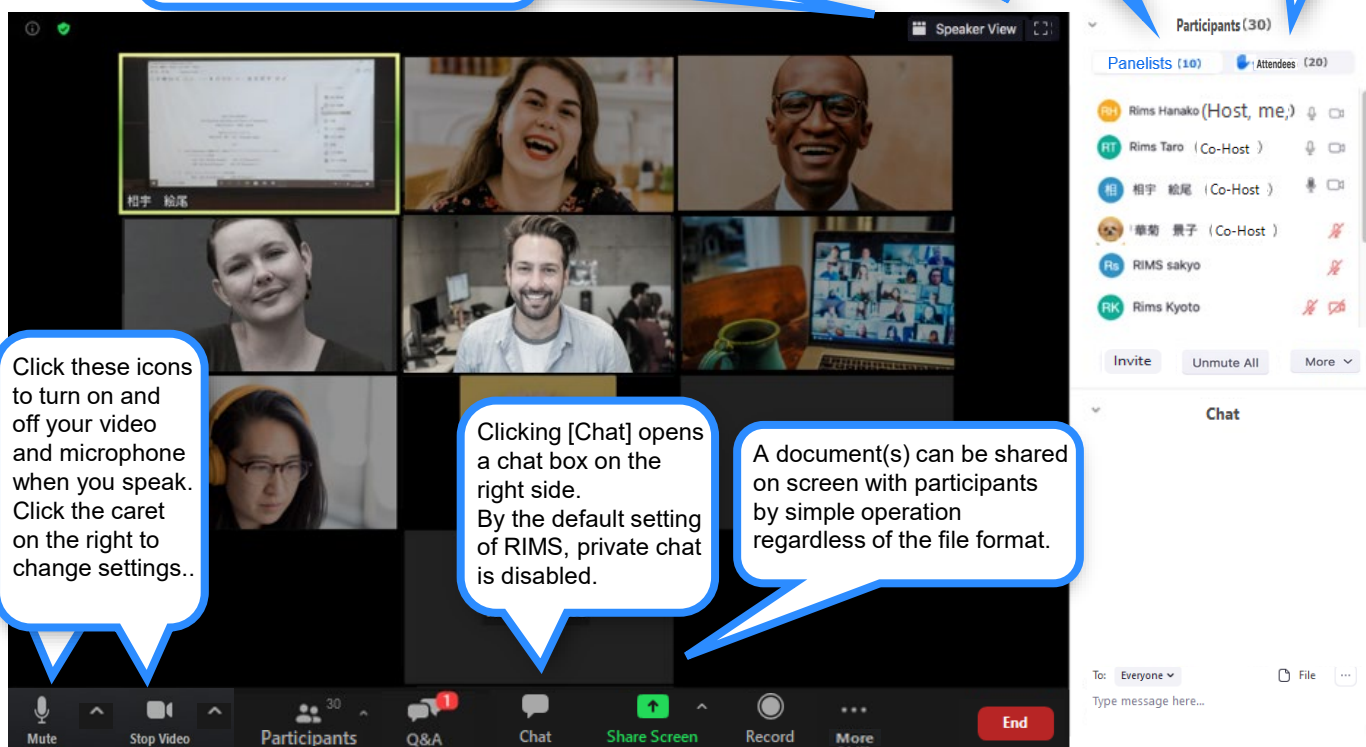 Speaker View
Participants (30)
Panelists (10)
Attendees (20)
RH
Rims Hanako (Host, me,)
RT
Rims Taro (Co-Host )
相
相宇 絵尾 (Co-Host )
華菊 景子 (Co-Host )
Rs
RIMS sakyo
RK
Rims Kyoto
Invite
Unmute All
More
相宇 絵尾
Click these icons
to turn on and
off your video
and microphone
when you speak.
Click the caret
on the right to
change settings..
Clicking [Chat] opens
a chat box on the
right side.
By the default setting
of RIMS, private chat
is disabled.
A document(s) can be shared
on screen with participants
by simple operation
regardless of the file format.
Chat
To: Everyone
File
Type message here...
Mute
Stop Video
30
Participants
1
Q&A
Chat
Share Screen
Record
More
End